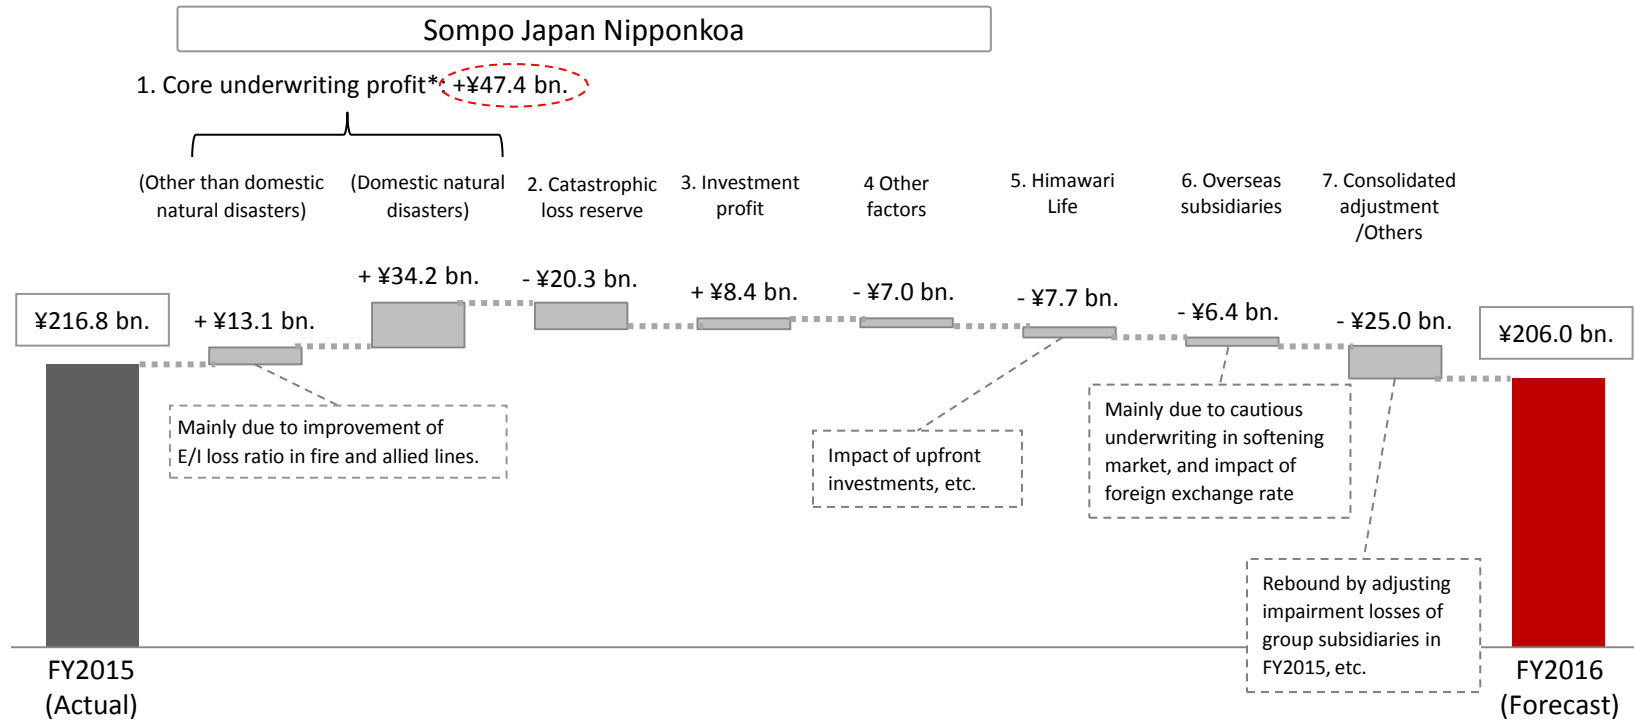 Sompo Japan Nipponkoa
1. Core underwriting profit*: +¥47.4 bn.
(Other than domestic
natural disasters)
(Domestic natural
disasters)
2. Catastrophic
loss reserve
3. Investment
profit
4 Other
factors
5. Himawari
Life
6. Overseas
subsidiaries
7. Consolidated
adjustment
/Others
¥216.8 bn.
+ ¥13.1 bn.
+ ¥34.2 bn.
- ¥20.3 bn.
+ ¥8.4 bn.
- ¥7.0 bn.
- ¥7.7 bn.
- ¥6.4 bn.
- ¥25.0 bn.
¥206.0 bn.
Mainly due to improvement of
E/I loss ratio in fire and allied lines.
Impact of upfront
investments, etc.
Mainly due to cautious
underwriting in softening
market, and impact of
foreign exchange rate
Rebound by adjusting
impairment losses of
group subsidiaries in
FY2015, etc.
FY2015
(Actual)
FY2016
(Forecast)